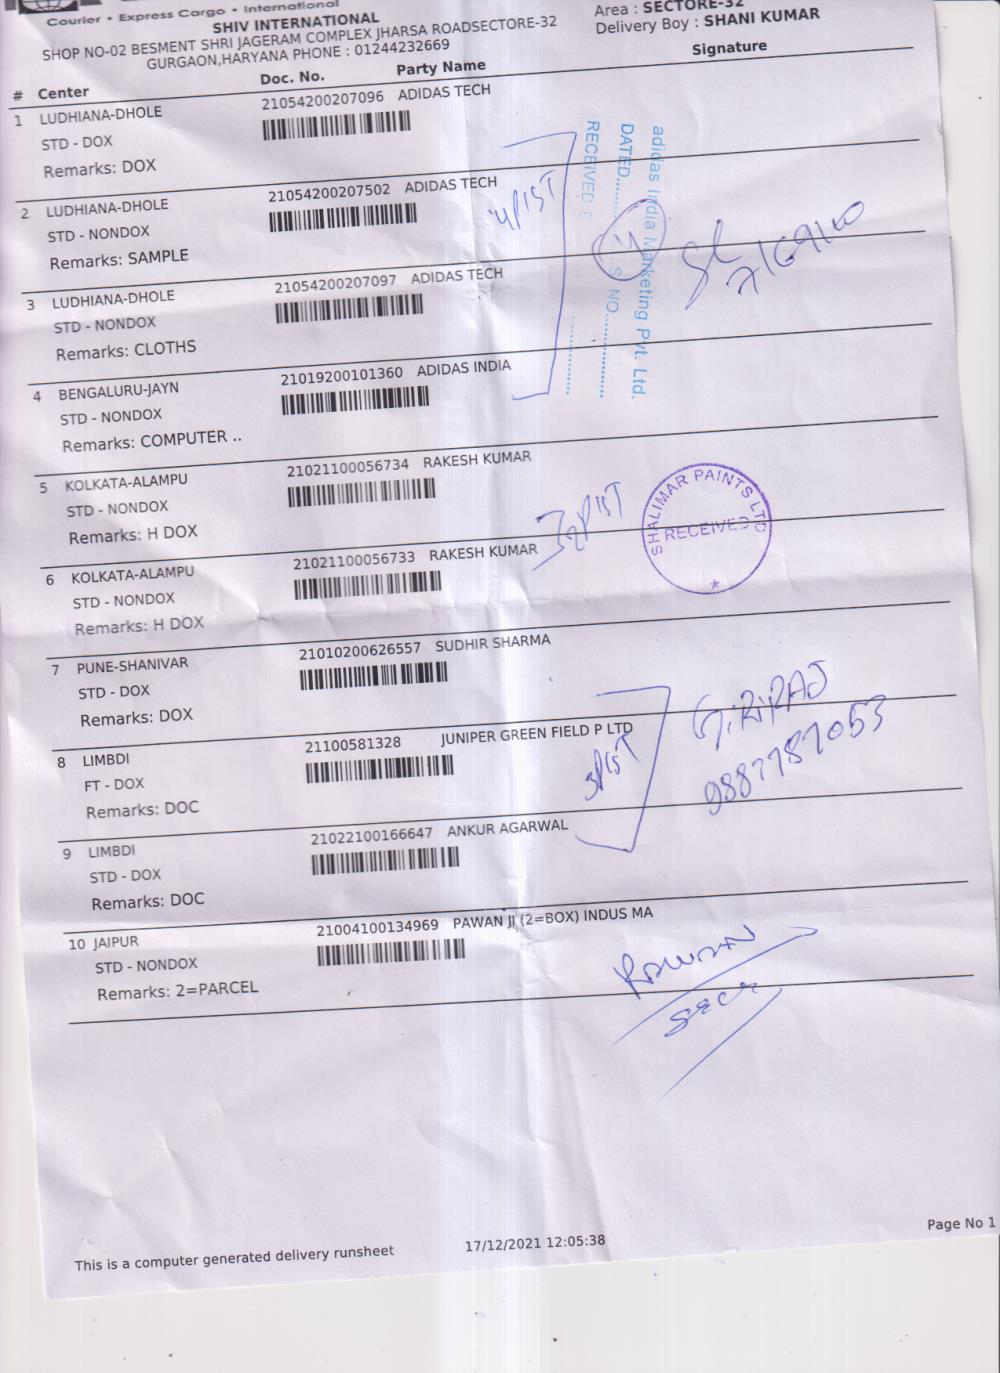 Courier • Express Cargo • International
SHIV INTERNATIONAL
SHOP NO-02 BESMENT SHRI JAGERAM COMPLEX JHARSA ROADSECTORE-32
GURGAON,HARYANA PHONE : 01244232669
Area : SECTORE-32
Delivery Boy : SHANI KUMAR
# Center Doc. No. Party Name Signature
1 LUDHIANA-DHOLE 21054200207096 ADIDAS TECH
STD - DOX
Remarks: DOX
2 LUDHIANA-DHOLE 21054200207502 ADIDAS TECH
STD - NONDOX
Remarks: SAMPLE
3 LUDHIANA-DHOLE 21054200207097 ADIDAS TECH
STD - NONDOX
Remarks: CLOTHS
4 BENGALURU-JAYN 21019200101360 ADIDAS INDIA
STD - NONDOX
Remarks: COMPUTER ..
adidas India Marketing Pvt. Ltd.
DATED.............S. NO................
RECEIVED
5 KOLKATA-ALAMPU 21021100056734 RAKESH KUMAR
STD - NONDOX
Remarks: H DOX
SHALIMAR PAINTS LTD.
RECEIVED
6 KOLKATA-ALAMPU 21021100056733 RAKESH KUMAR
STD - NONDOX
Remarks: H DOX
7 PUNE-SHANIVAR 21010200626557 SUDHIR SHARMA
STD - DOX
Remarks: DOX
GIRIRAJ
9887787053
8 LIMBDI 21100581328 JUNIPER GREEN FIELD P LTD
FT - DOX
Remarks: DOC
9 LIMBDI 21022100166647 ANKUR AGARWAL
STD - DOX
Remarks: DOC
10 JAIPUR 21004100134969 PAWAN JI (2=BOX) INDUS MA
STD - NONDOX
Remarks: 2=PARCEL
This is a computer generated delivery runsheet 17/12/2021 12:05:38 Page No 1